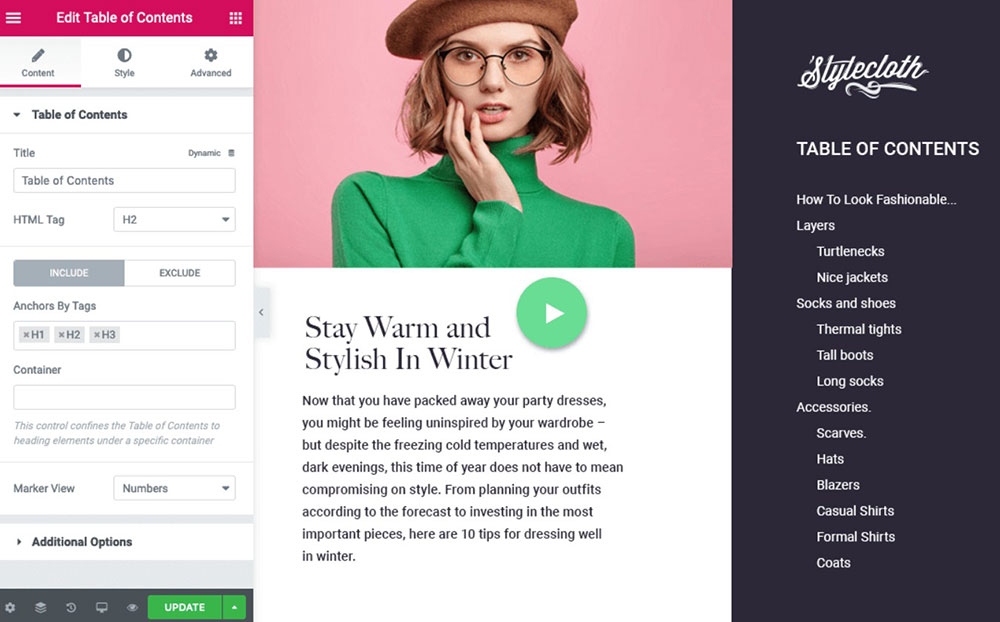 Edit Table of Contents
Content
Style
Advanced
Table of Contents
Title
Dynamic
Table of Contents
HTML Tag
H2
INCLUDE
EXCLUDE
Anchors By Tags
×H1 ×H2 ×H3
Container
This control confines the Table of Contents to
heading elements under a specific container
Marker View
Numbers
Additional Options
UPDATE
Stay Warm and
Stylish In Winter
Now that you have packed away your party dresses,
you might be feeling uninspired by your wardrobe –
but despite the freezing cold temperatures and wet,
dark evenings, this time of year does not have to mean
compromising on style. From planning your outfits
according to the forecast to investing in the most
important pieces, here are 10 tips for dressing well
in winter.
Stylecloth
TABLE OF CONTENTS
How To Look Fashionable...
Layers
Turtlenecks
Nice jackets
Socks and shoes
Thermal tights
Tall boots
Long socks
Accessories.
Scarves.
Hats
Blazers
Casual Shirts
Formal Shirts
Coats